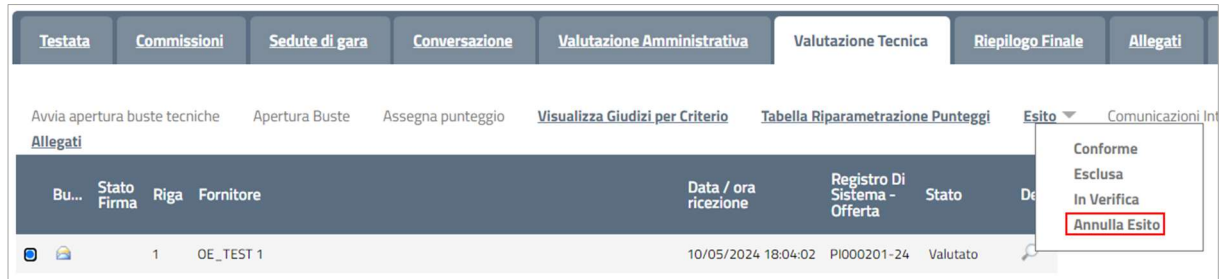 Testata Commissioni Sedute di gara Conversazione Valutazione Amministrativa Valutazione Tecnica Riepilogo Finale Allegati
Avvia apertura buste tecniche Apertura Buste Assegna punteggio Visualizza Giudizi per Criterio Tabella Riparametrazione Punteggi Esito Comunicazioni Int
Allegati
Conforme
Esclusa
In Verifica
Annulla Esito
Bu... Stato Firma Riga Fornitore Data / ora ricezione Registro Di Sistema - Offerta Stato De
1 OE_TEST 1 10/05/2024 18:04:02 PI000201-24 Valutato